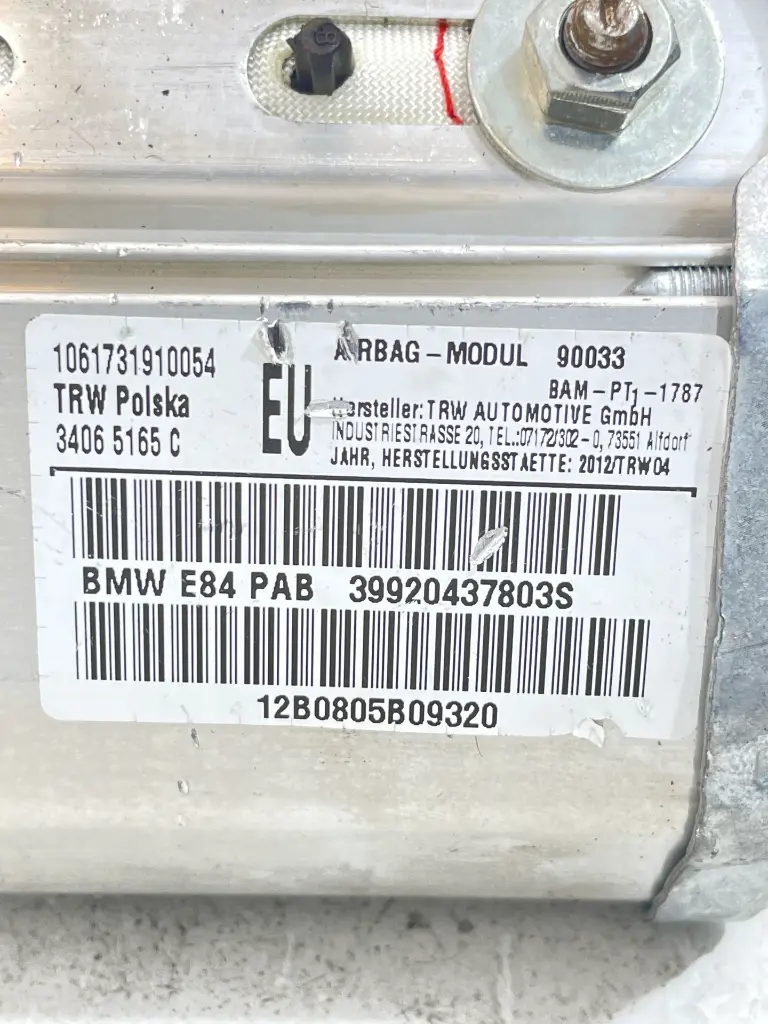 1061731910054
TRW Polska
3406 5165 C
EU
AIRBAG-MODUL 90033
BAM-PT1-1787
Hersteller: TRW AUTOMOTIVE GmbH
INDUSTRIESTRASSE 20, TEL.:07172/302-0, 73551 Alfdorf
JAHR, HERSTELLUNGSSTAETTE: 2012/TRW04
BMW E84 PAB 39920437803S
12B0805B09320